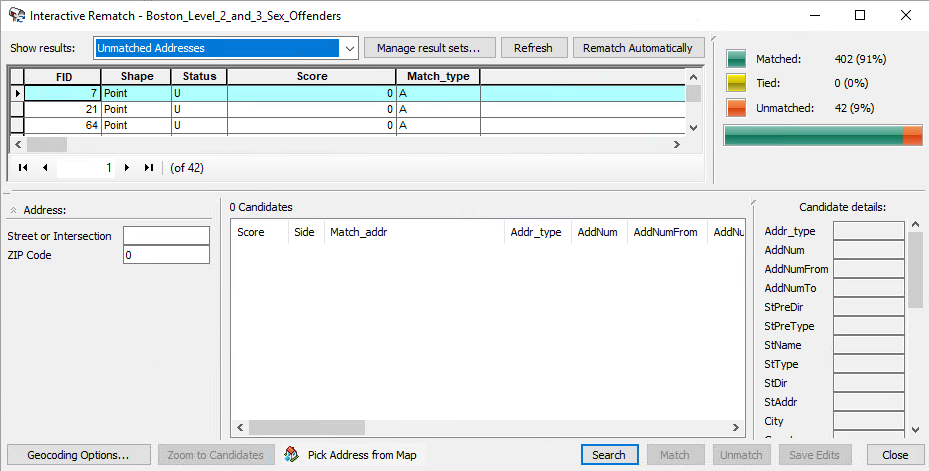 Interactive Rematch - Boston_Level_2_and_3_Sex_Offenders
Show results: Unmatched Addresses Manage result sets... Refresh Rematch Automatically
FID Shape Status Score Match_type
7 Point U 0 A
21 Point U 0 A
64 Point U 0 A
1 (of 42)
Matched: 402 (91%)
Tied: 0 (0%)
Unmatched: 42 (9%)
Address:
Street or Intersection
ZIP Code 0
0 Candidates
Score Side Match_addr Addr_type AddNum AddNumFrom AddNu
Candidate details:
Addr_type
AddNum
AddNumFrom
AddNumTo
StPreDir
StPreType
StName
StType
StDir
StAddr
City
Geocoding Options... Zoom to Candidates Pick Address from Map Search Match Unmatch Save Edits Close